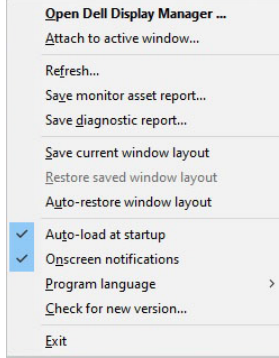 Open Dell Display Manager ...
Attach to active window...
Refresh...
Save monitor asset report...
Save diagnostic report...
Save current window layout
Restore saved window layout
Auto-restore window layout
Auto-load at startup
Onscreen notifications
Program language
Check for new version...
Exit